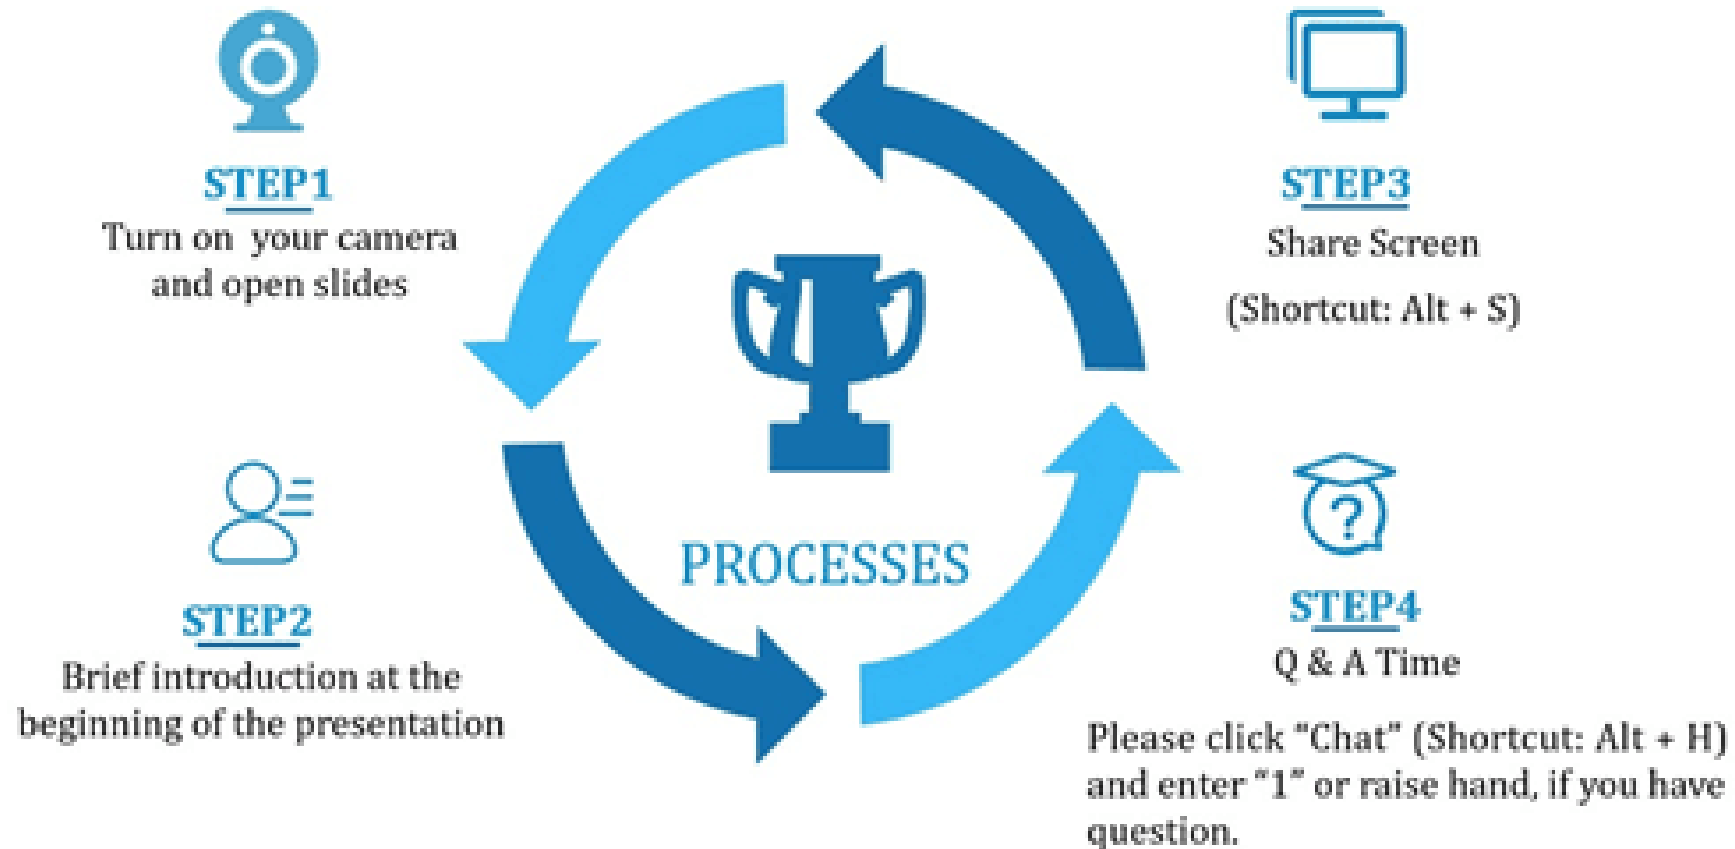 STEP1
Turn on your camera
and open slides
STEP2
Brief introduction at the
beginning of the presentation
PROCESSES
STEP3
Share Screen
(Shortcut: Alt + S)
?
STEP4
Q & A Time
Please click “Chat” (Shortcut: Alt + H)
and enter “1” or raise hand, if you have
question.